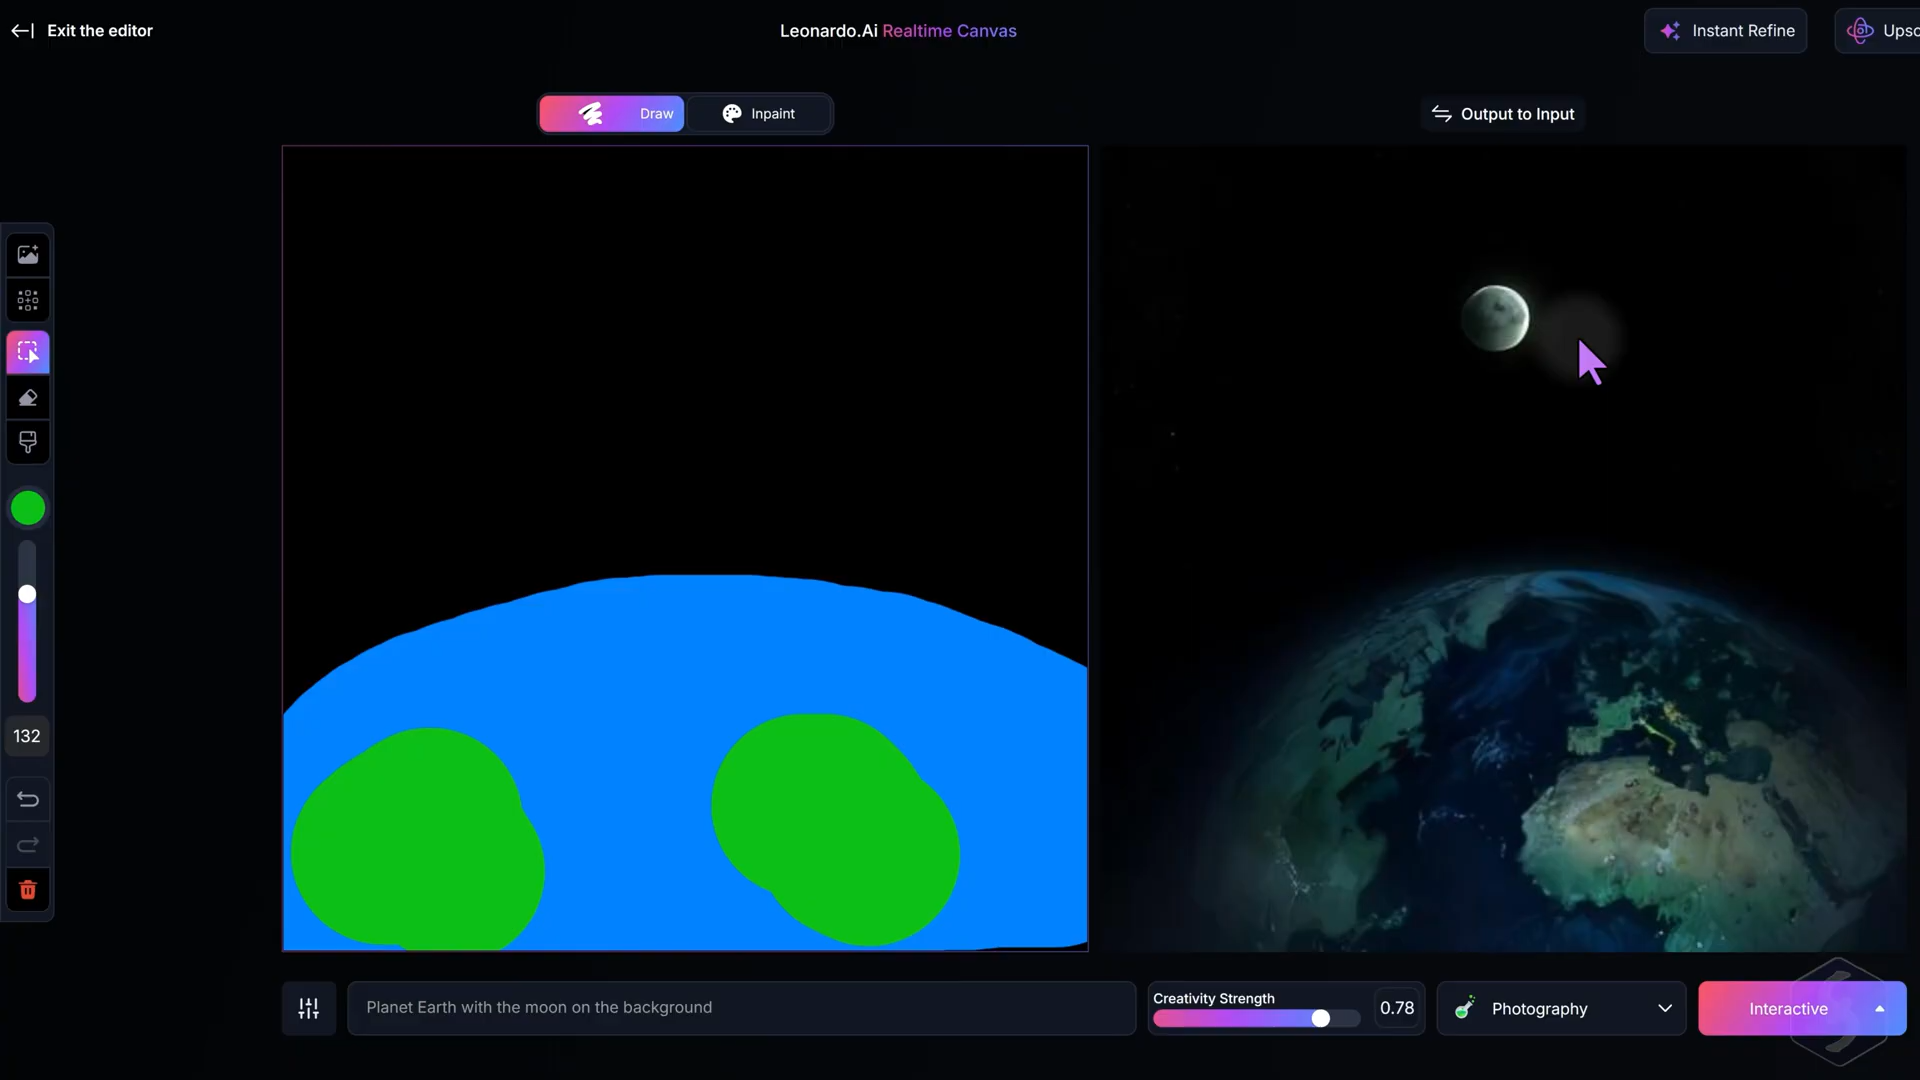 Exit the editor
Leonardo.Ai Realtime Canvas
Instant Refine
Upsc
Draw
Inpaint
Output to Input
132
Planet Earth with the moon on the background
Creativity Strength
0.78
Photography
Interactive